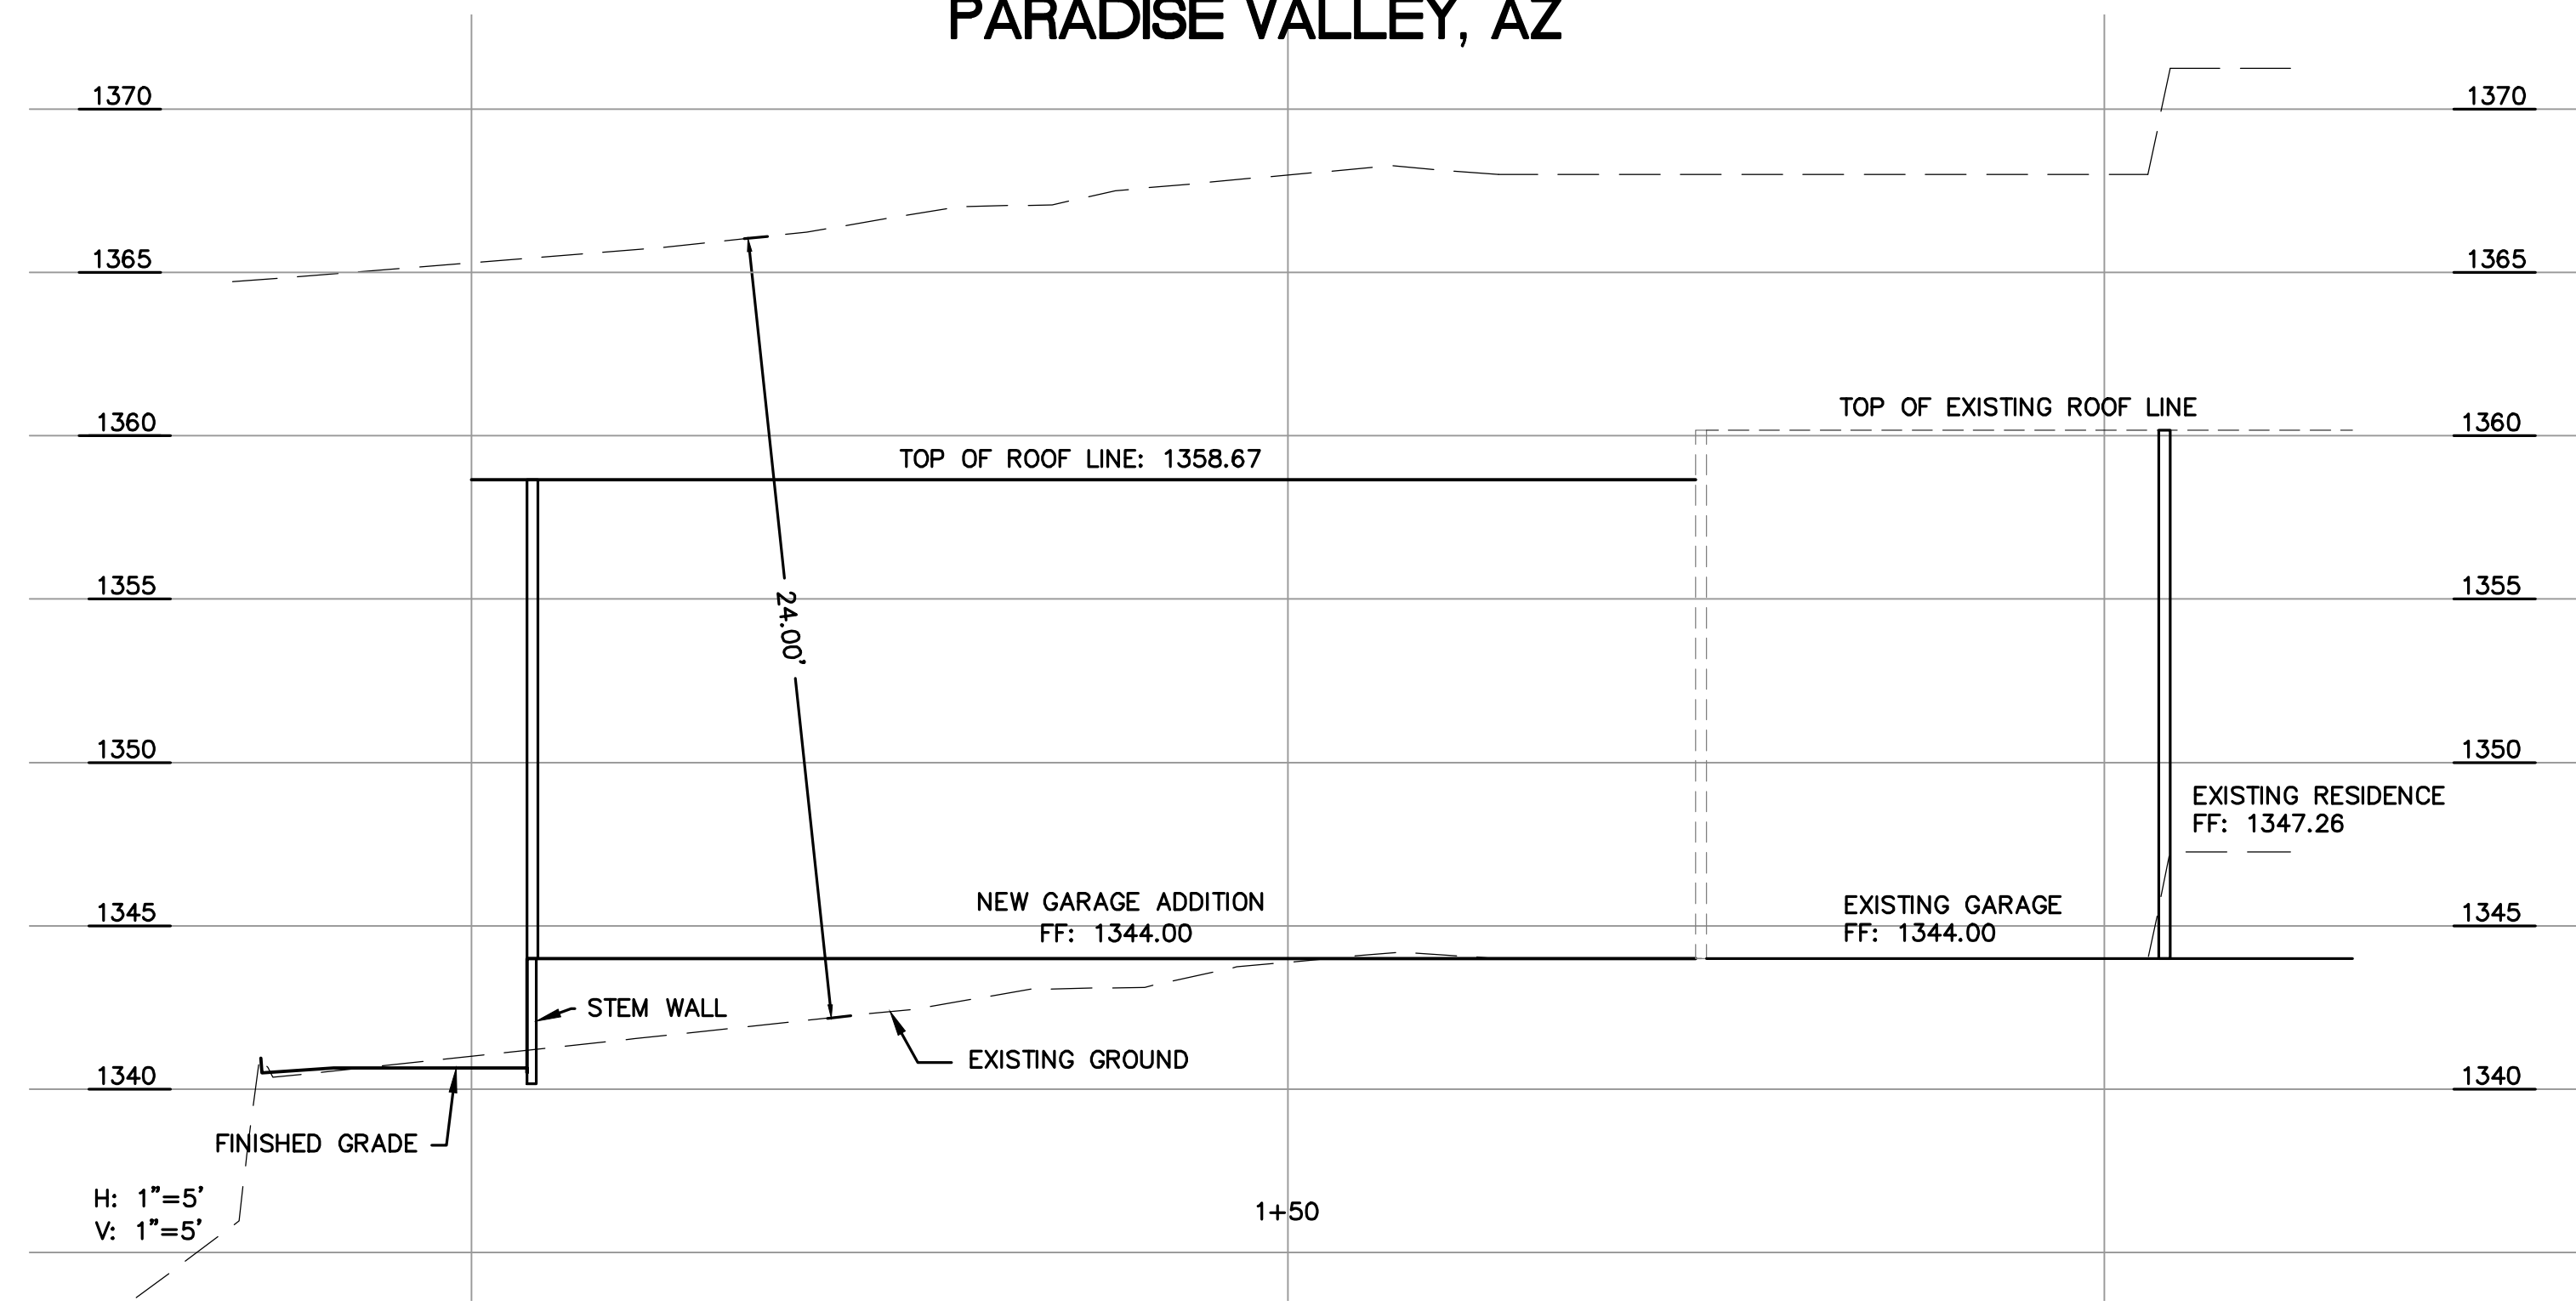 PARADISE VALLEY, AZ
1370
1370
1365
1365
TOP OF EXISTING ROOF LINE
1360
1360
TOP OF ROOF LINE: 1358.67
1355
1355
24.00'
1350
1350
EXISTING RESIDENCE
FF: 1347.26
NEW GARAGE ADDITION
FF: 1344.00
EXISTING GARAGE
FF: 1344.00
1345
1345
STEM WALL
EXISTING GROUND
1340
1340
FINISHED GRADE
H: 1"=5'
V: 1"=5'
1+50